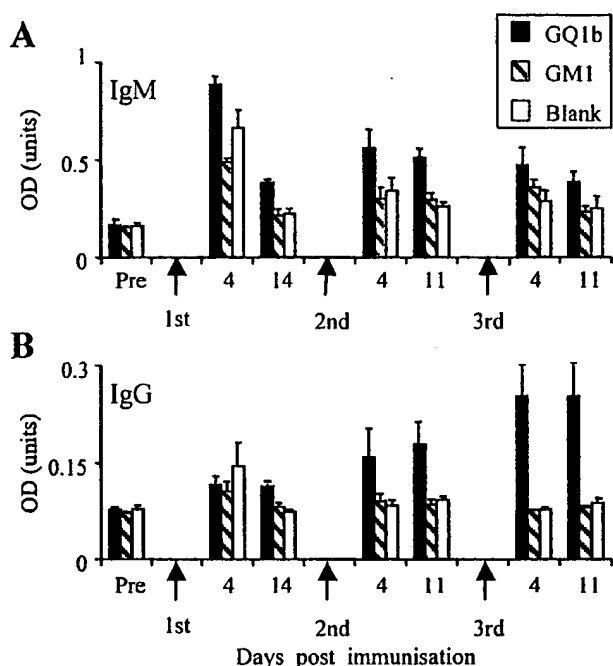 A
GQ1b
GM1
Blank
IgM
OD (units)
1
0.5
0
Pre 4 14 4 11 4 11
1st 2nd 3rd
B
IgG
OD (units)
0.3
0.15
0
Pre 4 14 4 11 4 11
1st 2nd 3rd
Days post immunisation